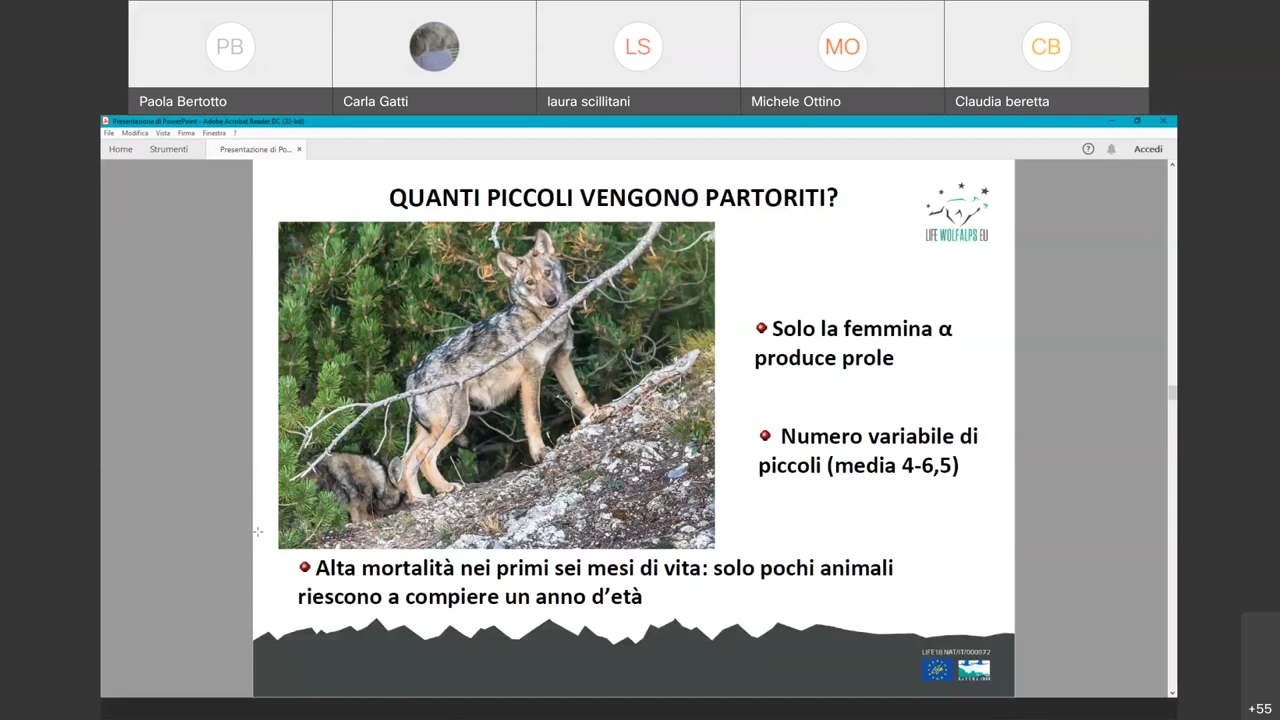 PB
LS
MO
CB
Paola Bertotto
Carla Gatti
laura scillitani
Michele Ottino
Claudia beretta
Presentazione di PowerPoint - Adobe Acrobat Reader DC (32-bit)
File Modifica Vista Firma Finestra ?
Home Strumenti Presentazione di Po... × ? Accedi
QUANTI PICCOLI VENGONO PARTORITI?
LIFE WOLFALPS EU
Solo la femmina α
produce prole
Numero variabile di
piccoli (media 4-6,5)
Alta mortalità nei primi sei mesi di vita: solo pochi animali
riescono a compiere un anno d'età
LIFE18 NAT/IT/000972
+55